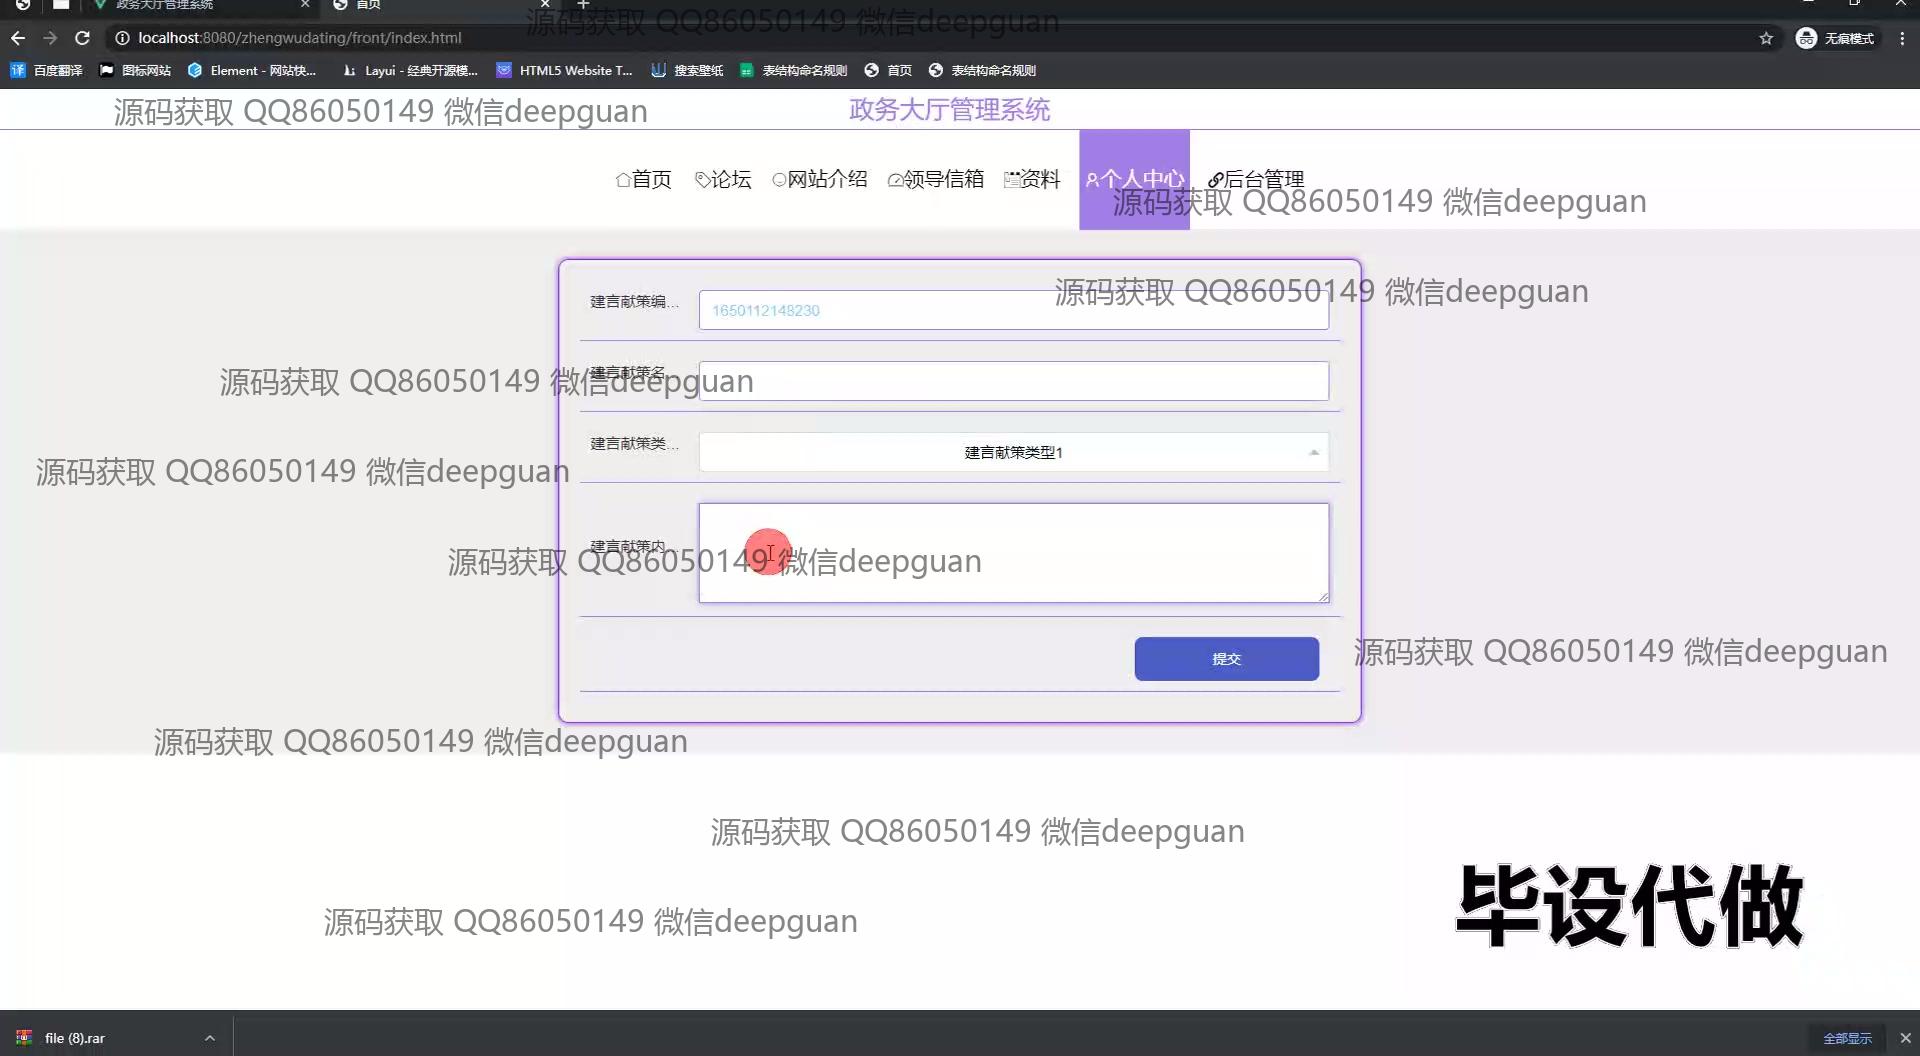 政务大厅管理系统
首页
localhost:8080/zhengwudating/front/index.html
源码获取 QQ86050149 微信deepguan
无痕模式
百度翻译
图标网站
Element - 网站快...
Layui - 经典开源模...
HTML5 Website T...
搜索壁纸
表结构命名规则
首页
表结构命名规则
源码获取 QQ86050149 微信deepguan
政务大厅管理系统
首页
论坛
网站介绍
领导信箱
资料
个人中心
后台管理
源码获取 QQ86050149 微信deepguan
建言献策编...
1650112148230
源码获取 QQ86050149 微信deepguan
建言献策名...
源码获取 QQ86050149 微信deepguan
建言献策类...
建言献策类型1
源码获取 QQ86050149 微信deepguan
建言献策内...
源码获取 QQ86050149 微信deepguan
提交
源码获取 QQ86050149 微信deepguan
源码获取 QQ86050149 微信deepguan
源码获取 QQ86050149 微信deepguan
毕设代做
源码获取 QQ86050149 微信deepguan
file (8).rar
全部显示